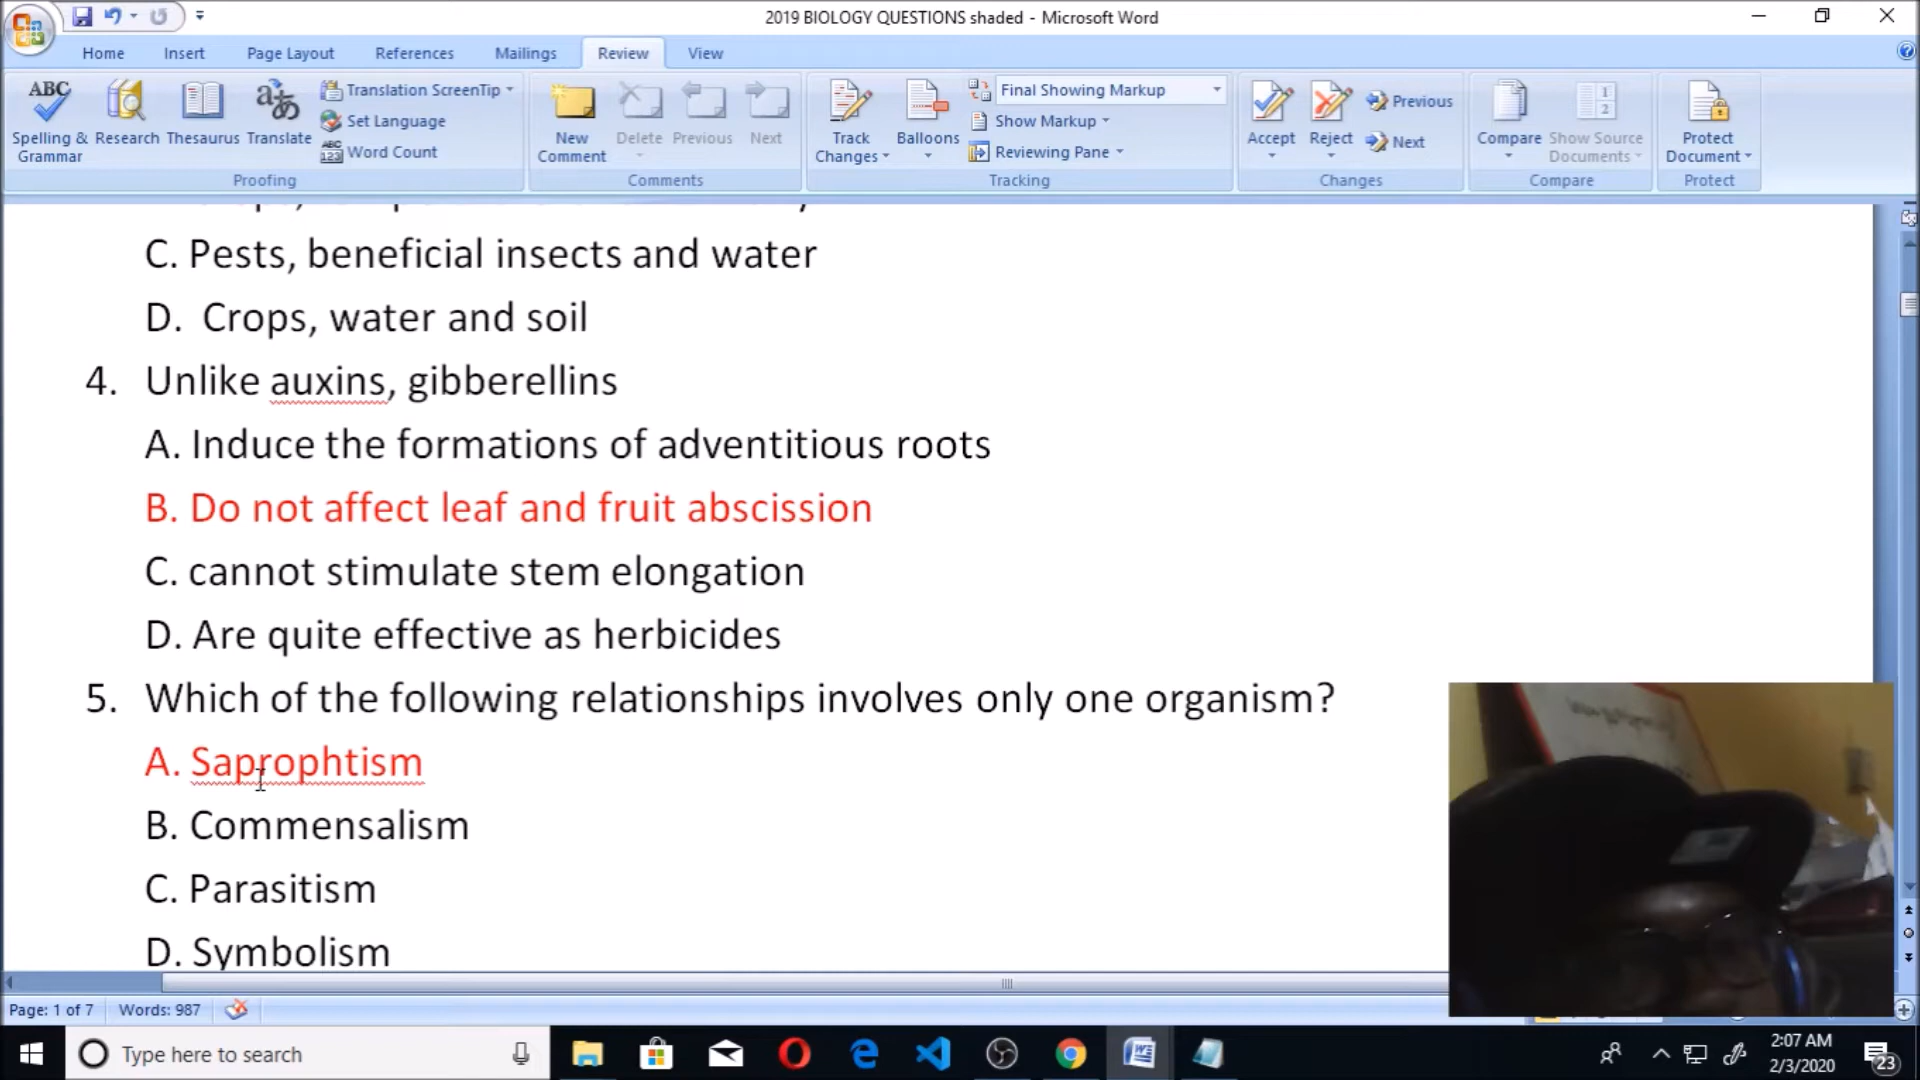 2019 BIOLOGY QUESTIONS shaded - Microsoft Word
Home Insert Page Layout References Mailings Review View
ABC Translation ScreenTip Final Showing Markup Previous
Set Language Show Markup
Spelling & Grammar Research Thesaurus Translate ABC 123 Word Count New Comment Delete Previous Next Track Changes Balloons Reviewing Pane Accept Reject Next Compare Show Source Documents Protect Document
Proofing Comments Tracking Changes Compare Protect
C. Pests, beneficial insects and water
D. Crops, water and soil
4. Unlike auxins, gibberellins
A. Induce the formations of adventitious roots
B. Do not affect leaf and fruit abscission
C. cannot stimulate stem elongation
D. Are quite effective as herbicides
5. Which of the following relationships involves only one organism?
A. Saprophtism
B. Commensalism
C. Parasitism
D. Symbolism
Page: 1 of 7 Words: 987
Type here to search
2:07 AM
2/3/2020
23